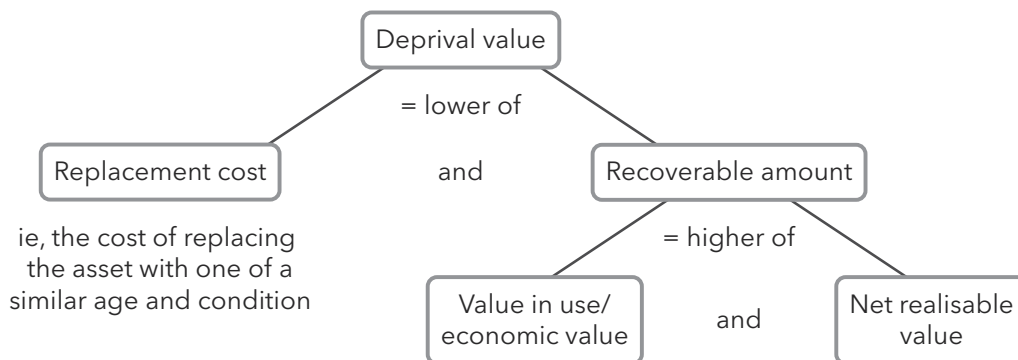 Deprival value
= lower of
Replacement cost
and
Recoverable amount
ie, the cost of replacing
the asset with one of a
similar age and condition
= higher of
Value in use/
economic value
and
Net realisable
value